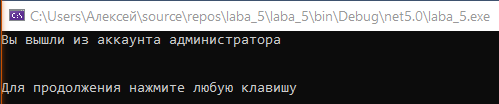 C:\Users\Алексей\source\repos\laba_5\laba_5\bin\Debug\net5.0\laba_5.exe
Вы вышли из аккаунта администратора
Для продолжения нажмите любую клавишу